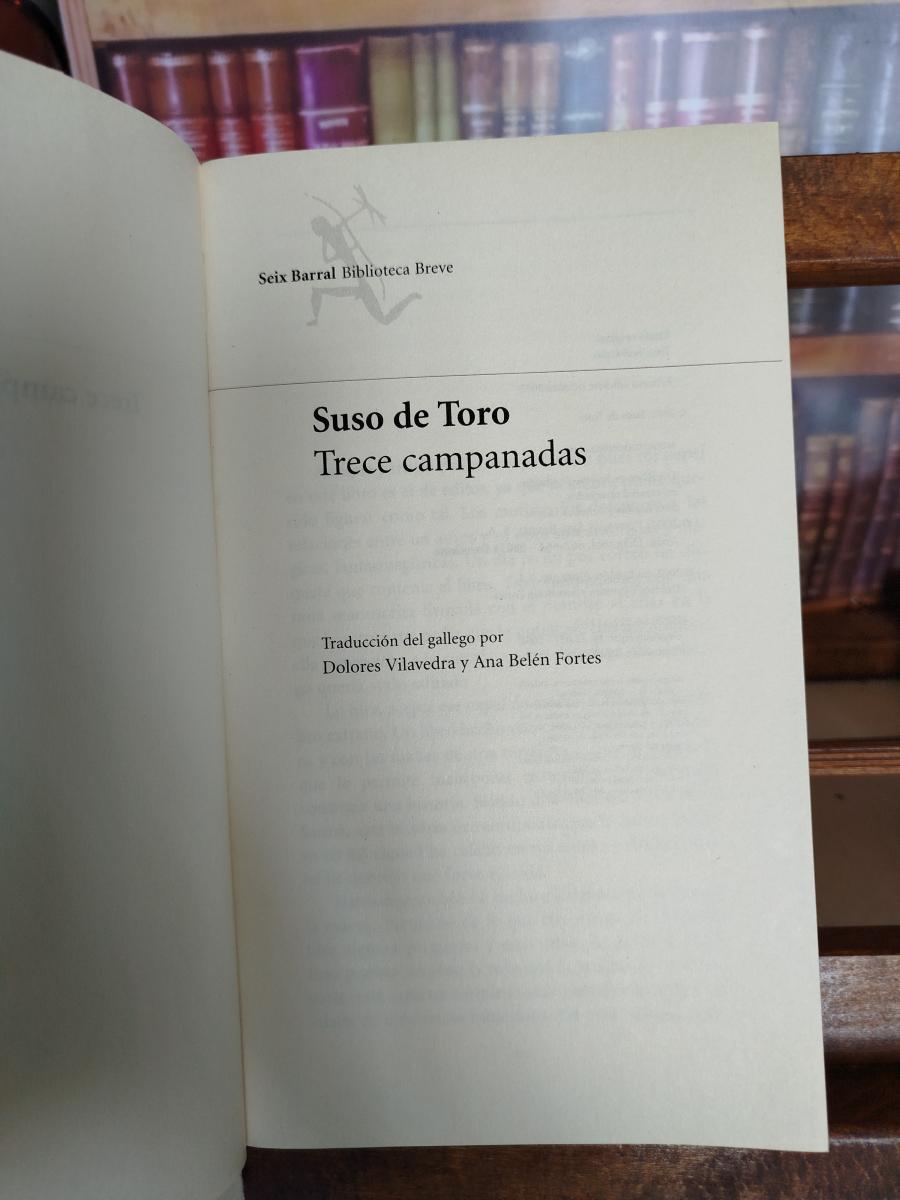 Seix Barral Biblioteca Breve
Suso de Toro
Trece campanadas
Traducción del gallego por
Dolores Vilavedra y Ana Belén Fortes